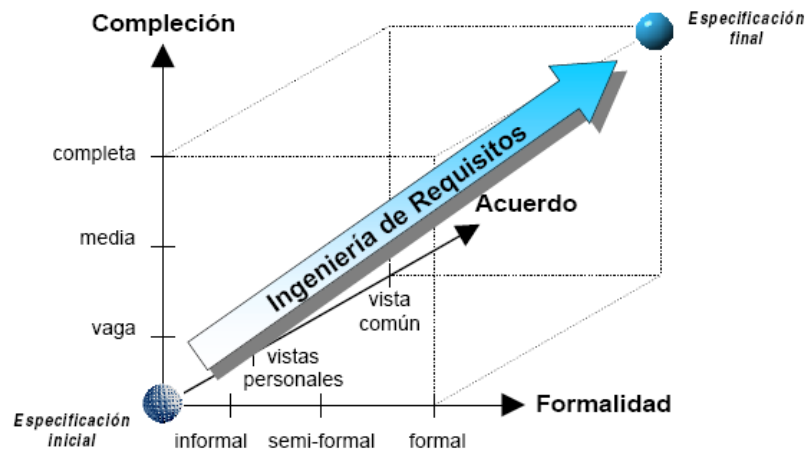 Compleción
Especificación
final
completa
media
vaga
Ingeniería de Requisitos
Acuerdo
vista
común
vistas
personales
Especificación
inicial
Formalidad
informal semi-formal formal